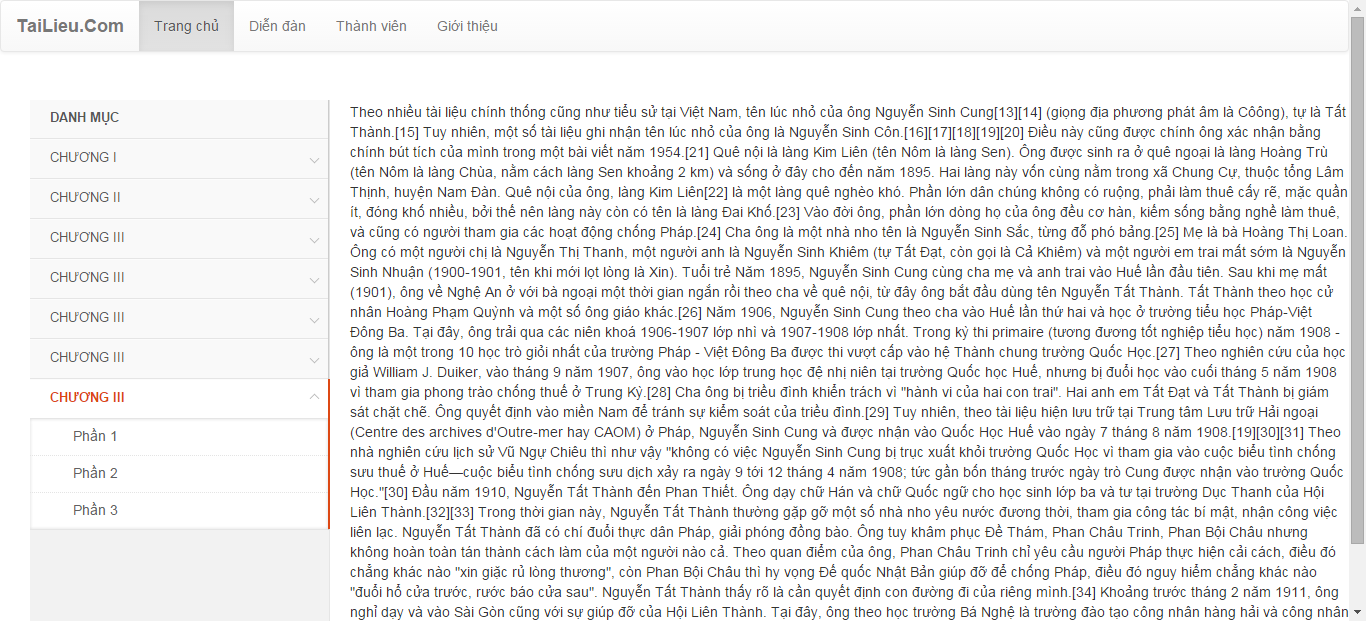 TaiLieu.Com Trang chủ Diễn đàn Thành viên Giới thiệu
DANH MỤC
CHƯƠNG I
CHƯƠNG II
CHƯƠNG III
CHƯƠNG III
CHƯƠNG III
CHƯƠNG III
CHƯƠNG III
Phần 1
Phần 2
Phần 3
Theo nhiều tài liệu chính thống cũng như tiểu sử tại Việt Nam, tên lúc nhỏ của ông Nguyễn Sinh Cung[13][14] (giọng địa phương phát âm là Côông), tự là Tất
Thành.[15] Tuy nhiên, một số tài liệu ghi nhận tên lúc nhỏ của ông là Nguyễn Sinh Côn.[16][17][18][19][20] Điều này cũng được chính ông xác nhận bằng
chính bút tích của mình trong một bài viết năm 1954.[21] Quê nội là làng Kim Liên (tên Nôm là làng Sen). Ông được sinh ra ở quê ngoại là làng Hoàng Trù
(tên Nôm là làng Chùa, nằm cách làng Sen khoảng 2 km) và sống ở đây cho đến năm 1895. Hai làng này vốn cùng nằm trong xã Chung Cự, thuộc tổng Lâm
Thịnh, huyện Nam Đàn. Quê nội của ông, làng Kim Liên[22] là một làng quê nghèo khó. Phần lớn dân chúng không có ruộng, phải làm thuê cấy rẽ, mặc quần
ít, đóng khố nhiều, bởi thế nên làng này còn có tên là làng Đai Khố.[23] Vào đời ông, phần lớn dòng họ của ông đều cơ hàn, kiếm sống bằng nghề làm thuê,
và cũng có người tham gia các hoạt động chống Pháp.[24] Cha ông là một nhà nho tên là Nguyễn Sinh Sắc, từng đỗ phó bảng.[25] Mẹ là bà Hoàng Thị Loan.
Ông có một người chị là Nguyễn Thị Thanh, một người anh là Nguyễn Sinh Khiêm (tự Tất Đạt, còn gọi là Cả Khiêm) và một người em trai mất sớm là Nguyễn
Sinh Nhuận (1900-1901, tên khi mới lọt lòng là Xin). Tuổi trẻ Năm 1895, Nguyễn Sinh Cung cùng cha mẹ và anh trai vào Huế lần đầu tiên. Sau khi mẹ mất
(1901), ông về Nghệ An ở với bà ngoại một thời gian ngắn rồi theo cha về quê nội, từ đây ông bắt đầu dùng tên Nguyễn Tất Thành. Tất Thành theo học cử
nhân Hoàng Phạm Quỳnh và một số ông giáo khác.[26] Năm 1906, Nguyễn Sinh Cung theo cha vào Huế lần thứ hai và học ở trường tiểu học Pháp-Việt
Đông Ba. Tại đây, ông trải qua các niên khoá 1906-1907 lớp nhì và 1907-1908 lớp nhất. Trong kỳ thi primaire (tương đương tốt nghiệp tiểu học) năm 1908 -
ông là một trong 10 học trò giỏi nhất của trường Pháp - Việt Đông Ba được thi vượt cấp vào hệ Thành chung trường Quốc Học.[27] Theo nghiên cứu của học
giả William J. Duiker, vào tháng 9 năm 1907, ông vào học lớp trung học đệ nhị niên tại trường Quốc học Huế, nhưng bị đuổi học vào cuối tháng 5 năm 1908
vì tham gia phong trào chống thuế ở Trung Kỳ.[28] Cha ông bị triều đình khiển trách vì "hành vi của hai con trai". Hai anh em Tất Đạt và Tất Thành bị giám
sát chặt chẽ. Ông quyết định vào miền Nam để tránh sự kiểm soát của triều đình.[29] Tuy nhiên, theo tài liệu hiện lưu trữ tại Trung tâm Lưu trữ Hải ngoại
(Centre des archives d'Outre-mer hay CAOM) ở Pháp, Nguyễn Sinh Cung và được nhận vào Quốc Học Huế vào ngày 7 tháng 8 năm 1908.[19][30][31] Theo
nhà nghiên cứu lịch sử Vũ Ngự Chiêu thì như vậy "không có việc Nguyễn Sinh Cung bị trục xuất khỏi trường Quốc Học vì tham gia vào cuộc biểu tình chống
sưu thuế ở Huế—cuộc biểu tình chống sưu dịch xảy ra ngày 9 tới 12 tháng 4 năm 1908; tức gần bốn tháng trước ngày trò Cung được nhận vào trường Quốc
Học."[30] Đầu năm 1910, Nguyễn Tất Thành đến Phan Thiết. Ông dạy chữ Hán và chữ Quốc ngữ cho học sinh lớp ba và tư tại trường Dục Thanh của Hội
Liên Thành.[32][33] Trong thời gian này, Nguyễn Tất Thành thường gặp gỡ một số nhà nho yêu nước đương thời, tham gia công tác bí mật, nhận công việc
liên lạc. Nguyễn Tất Thành đã có chí đuổi thực dân Pháp, giải phóng đồng bào. Ông tuy khâm phục Đề Thám, Phan Châu Trinh, Phan Bội Châu nhưng
không hoàn toàn tán thành cách làm của một người nào cả. Theo quan điểm của ông, Phan Châu Trinh chỉ yêu cầu người Pháp thực hiện cải cách, điều đó
chẳng khác nào "xin giặc rủ lòng thương", còn Phan Bội Châu thì hy vọng Đế quốc Nhật Bản giúp đỡ để chống Pháp, điều đó nguy hiểm chẳng khác nào
"đuổi hổ cửa trước, rước báo cửa sau". Nguyễn Tất Thành thấy rõ là cần quyết định con đường đi của riêng mình.[34] Khoảng trước tháng 2 năm 1911, ông
nghỉ dạy và vào Sài Gòn cũng với sự giúp đỡ của Hội Liên Thành. Tại đây, ông theo học trường Bá Nghệ là trường đào tạo công nhân hàng hải và công nhân